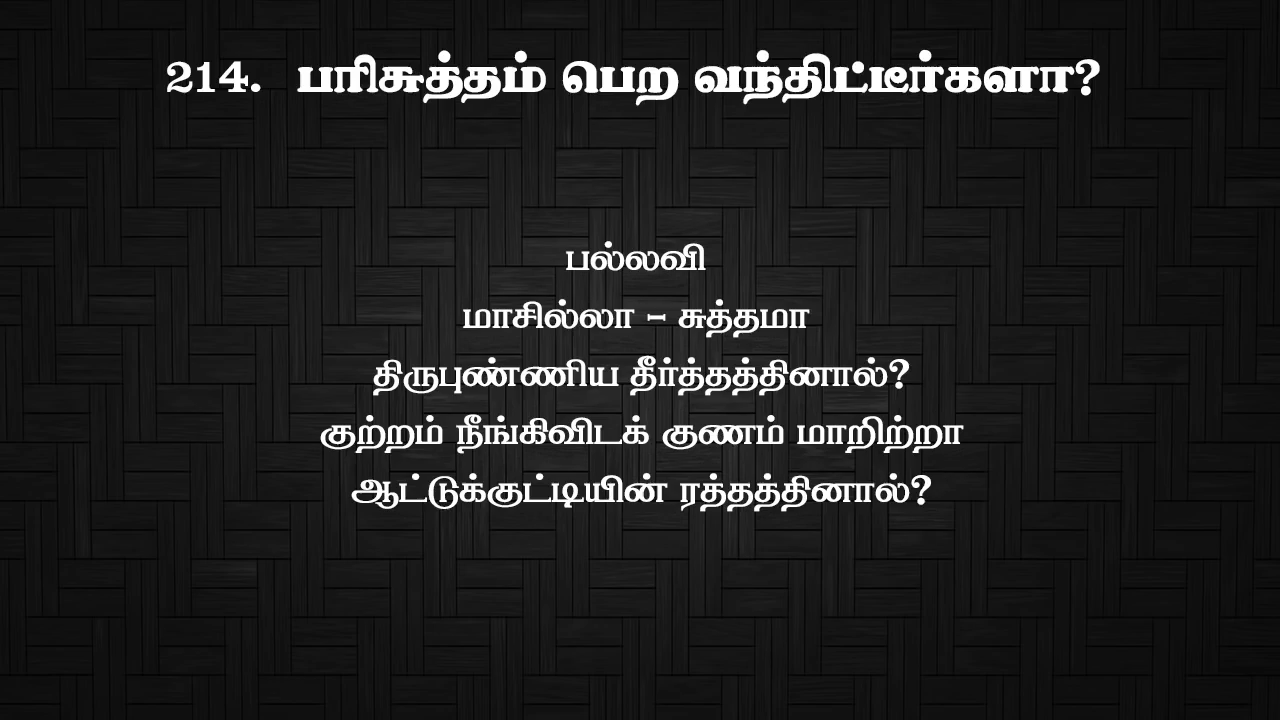 214. பரிசுத்தம் பெற வந்திட்டீர்களா?
பல்லவி
மாசில்லா – சுத்தமா
திருபுண்ணிய தீர்த்தத்தினால்?
குற்றம் நீங்கிவிடக் குணம் மாறிற்றா
ஆட்டுக்குட்டியின் ரத்தத்தினால்?